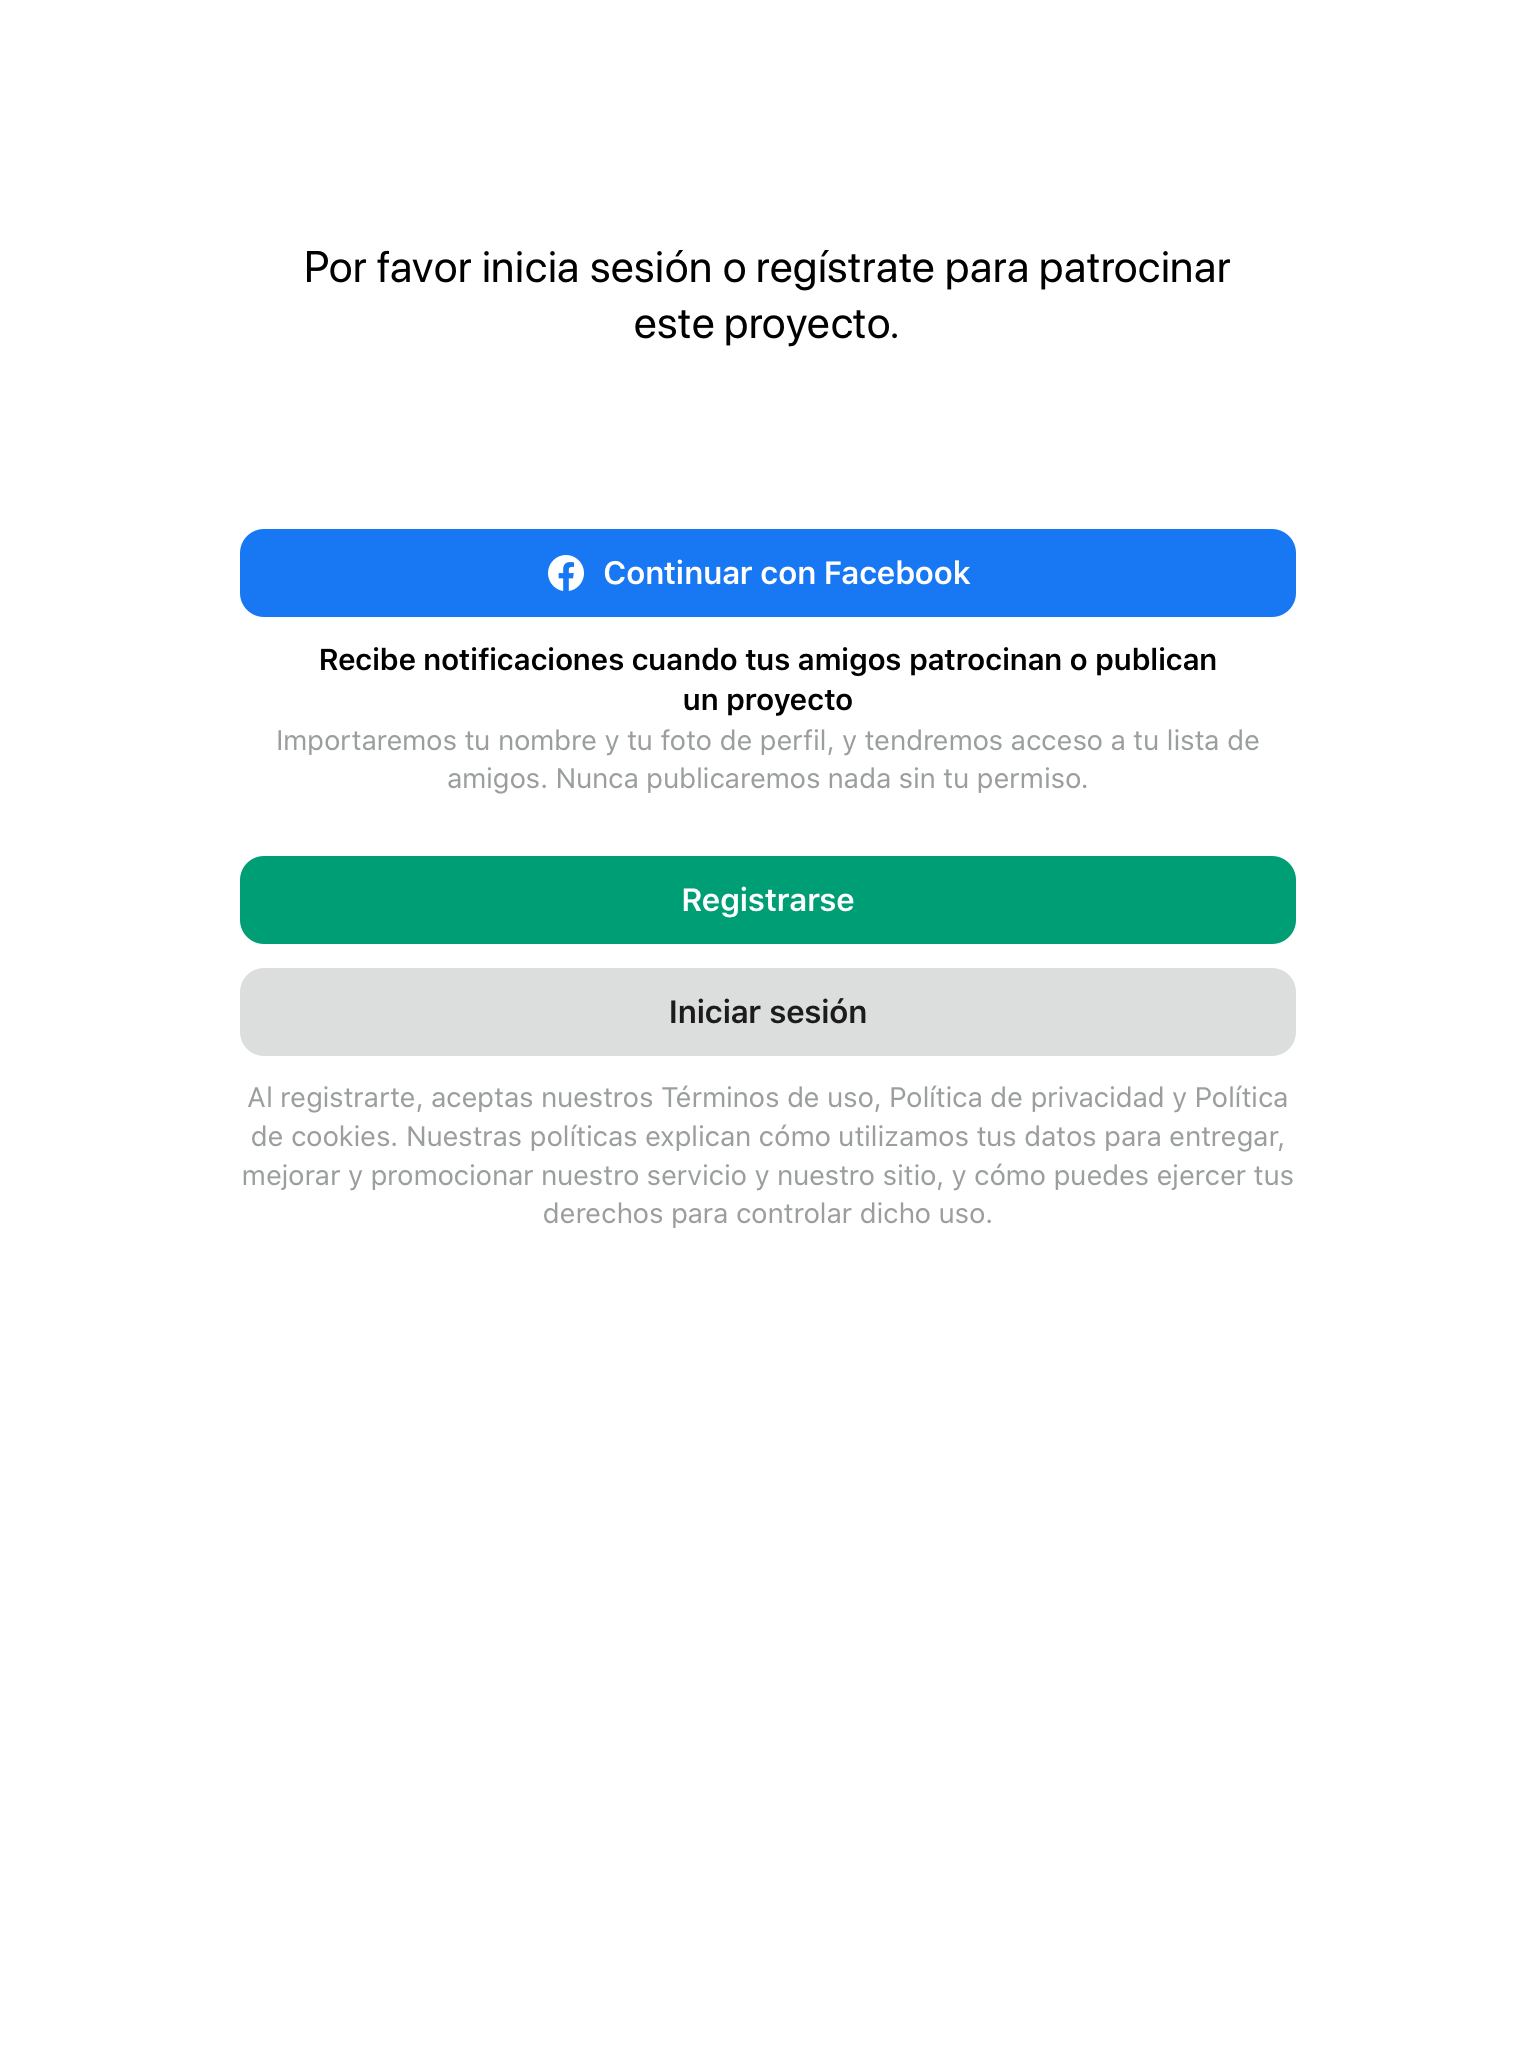 Por favor inicia sesión o regístrate para patrocinar
este proyecto.
Continuar con Facebook
Recibe notificaciones cuando tus amigos patrocinan o publican
un proyecto
Importaremos tu nombre y tu foto de perfil, y tendremos acceso a tu lista de
amigos. Nunca publicaremos nada sin tu permiso.
Registrarse
Iniciar sesión
Al registrarte, aceptas nuestros Términos de uso, Política de privacidad y Política
de cookies. Nuestras políticas explican cómo utilizamos tus datos para entregar,
mejorar y promocionar nuestro servicio y nuestro sitio, y cómo puedes ejercer tus
derechos para controlar dicho uso.